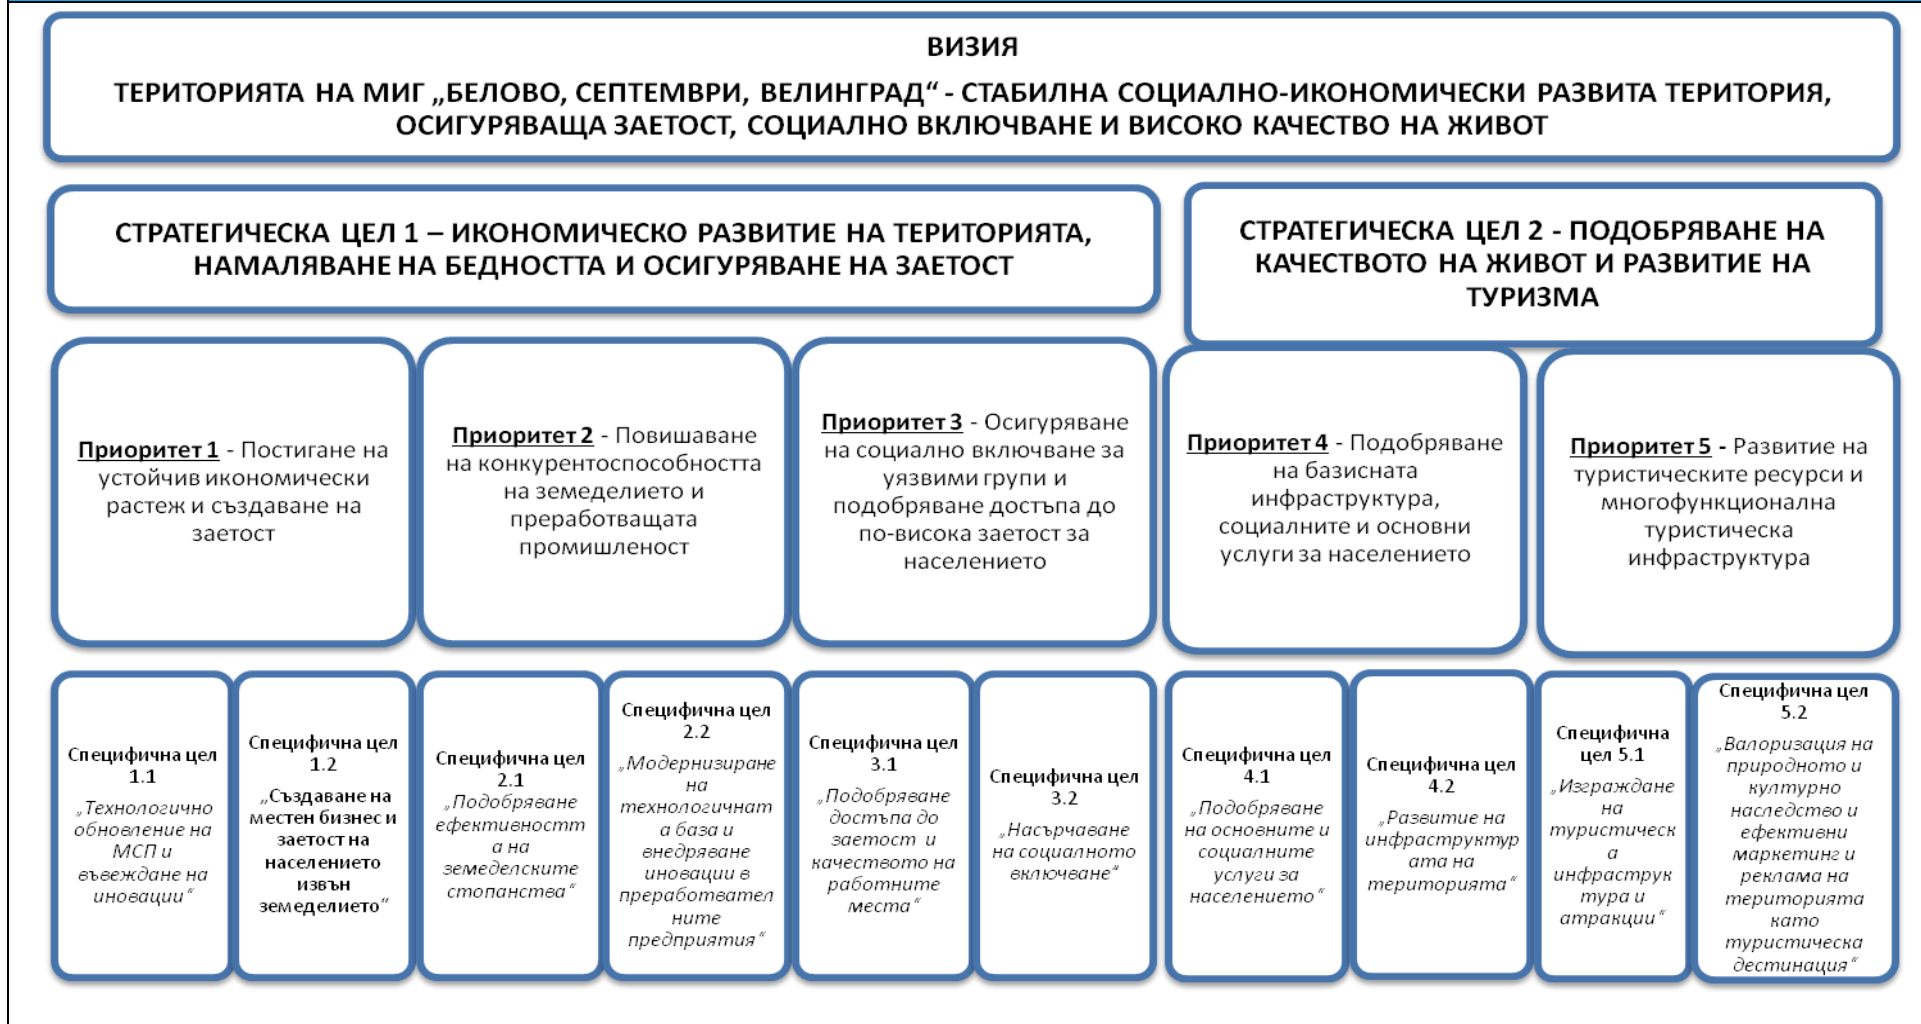 ВИЗИЯ
ТЕРИТОРИЯТА НА МИГ „БЕЛОВО, СЕПТЕМВРИ, ВЕЛИНГРАД“ - СТАБИЛНА СОЦИАЛНО-ИКОНОМИЧЕСКИ РАЗВИТА ТЕРИТОРИЯ,
ОСИГУРЯВАЩА ЗАЕТОСТ, СОЦИАЛНО ВКЛЮЧВАНЕ И ВИСОКО КАЧЕСТВО НА ЖИВОТ
СТРАТЕГИЧЕСКА ЦЕЛ 1 – ИКОНОМИЧЕСКО РАЗВИТИЕ НА ТЕРИТОРИЯТА,
НАМАЛЯВАНЕ НА БЕДНОСТТА И ОСИГУРЯВАНЕ НА ЗАЕТОСТ
СТРАТЕГИЧЕСКА ЦЕЛ 2 - ПОДОБРЯВАНЕ НА
КАЧЕСТВОТО НА ЖИВОТ И РАЗВИТИЕ НА
ТУРИЗМА
Приоритет 1 - Постигане на
устойчив икономически
растеж и създаване на
заетост
Приоритет 2 - Повишаване
на конкурентоспособността
на земеделието и
преработващата
промишленост
Приоритет 3 - Осигуряване
на социално включване за
уязвими групи и
подобряване достъпа до
по-висока заетост за
населението
Приоритет 4 - Подобряване
на базисната
инфраструктура,
социалните и основни
услуги за населението
Приоритет 5 - Развитие на
туристическите ресурси и
многофункционална
туристическа
инфраструктура
Специфична цел
1.1
„Технологично
обновление на
МСП и
въвеждане на
иновации“
Специфична цел
1.2
„Създаване на
местен бизнес и
заетост на
населението
извън
земеделието“
Специфична цел
2.1
„Подобряване
ефективностт
а на
земеделските
стопанства“
Специфична цел
2.2
„Модернизиране
на
технологичнат
а база и
внедряване
иновации в
преработвател
ните
предприятия“
Специфична цел
3.1
„Подобряване
достъпа до
заетост и
качеството на
работните
места“
Специфична цел
3.2
„Насърчаване
на социалното
включване“
Специфична цел
4.1
„Подобряване
на основните и
социалните
услуги за
населението“
Специфична цел
4.2
„Развитие на
инфраструктур
ата на
територията“
Специфична
цел 5.1
„Изграждане
на
туристическ
а
инфраструк
тура и
атракции“
Специфична цел
5.2
„Валоризация на
природното и
културно
наследство и
ефективни
маркетинг и
реклама на
територията
като
туристическа
дестинация“